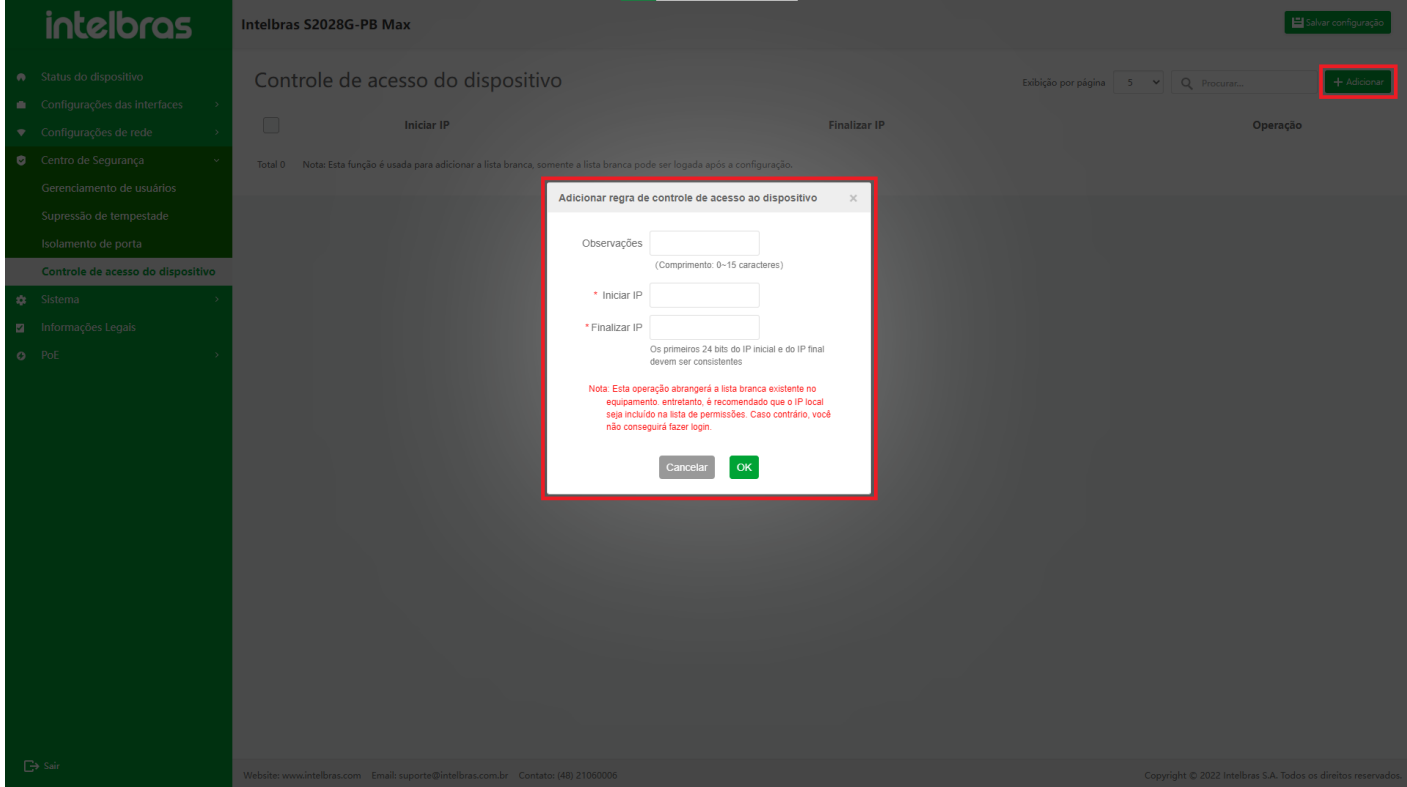 intelbras
Intelbras S2028G-PB Max
Salvar configuração
Status do dispositivo
Configurações das Interfaces
Configurações de rede
Centro de Segurança
Gerenciamento de usuários
Supressão de tempestade
Isolamento de porta
Controle de acesso do dispositivo
Sistema
Informações Legais
PoE
Sair
Controle de acesso do dispositivo
Exibição por página 5 Procurar... + Adicionar
Iniciar IP Finalizar IP Operação
Total 0 Nota: Esta função é usada para adicionar a lista branca, somente a lista branca pode ser logada após a configuração.
Adicionar regra de controle de acesso ao dispositivo ×
Observações
(Comprimento: 0~15 caracteres)
* Iniciar IP
* Finalizar IP
Os primeiros 24 bits do IP inicial e do IP final
devem ser consistentes
Nota: Esta operação abrangerá a lista branca existente no
equipamento. entretanto, è recomendado que o IP local
seja incluído na lista de permissões. Caso contrário, você
não conseguirá fazer login.
Cancelar OK
Website: www.intelbras.com Email: suporte@intelbras.com.br Contato: (48) 21060006
Copyright © 2022 Intelbras S.A. Todos os direitos reservados.